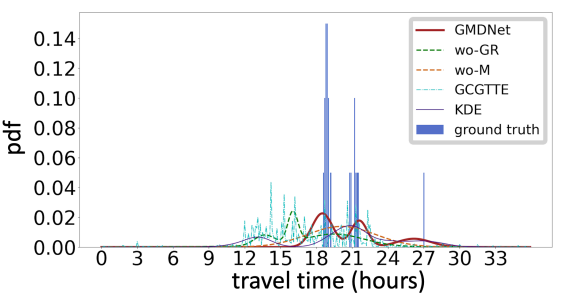 GMDNet
wo-GR
wo-M
GCGTTE
KDE
ground truth
pdf
0.14
0.12
0.10
0.08
0.06
0.04
0.02
0.00
0 3 6 9 12 15 18 21 24 27 30 33
travel time (hours)